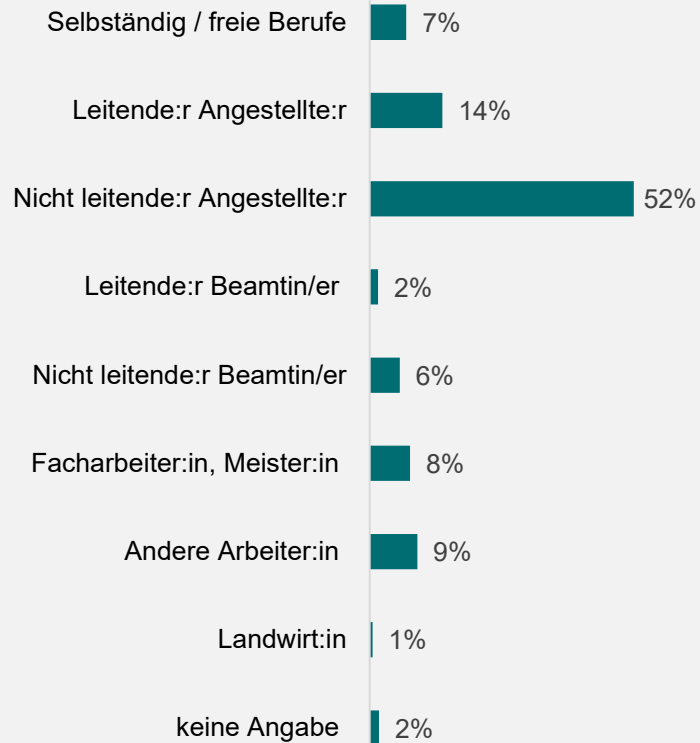 Selbständig / freie Berufe 7%
Leitende:r Angestellte:r 14%
Nicht leitende:r Angestellte:r 52%
Leitende:r Beamtin/er 2%
Nicht leitende:r Beamtin/er 6%
Facharbeiter:in, Meister:in 8%
Andere Arbeiter:in 9%
Landwirt:in 1%
keine Angabe 2%